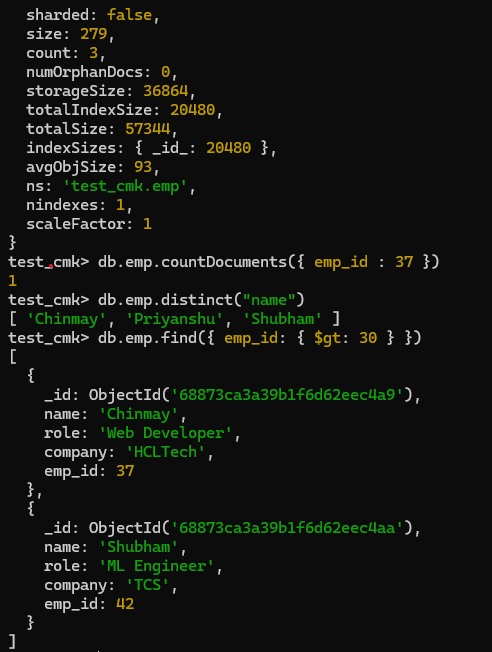 sharded: false,
size: 279,
count: 3,
numOrphanDocs: 0,
storageSize: 36864,
totalIndexSize: 20480,
totalSize: 57344,
indexSizes: { _id_: 20480 },
avgObjSize: 93,
ns: 'test_cmk.emp',
nindexes: 1,
scaleFactor: 1
}
test_cmk> db.emp.countDocuments({ emp_id : 37 })
1
test_cmk> db.emp.distinct("name")
[ 'Chinmay', 'Priyanshu', 'Shubham' ]
test_cmk> db.emp.find({ emp_id: { $gt: 30 } })
[
  {
    _id: ObjectId('68873ca3a39b1f6d62eec4a9'),
    name: 'Chinmay',
    role: 'Web Developer',
    company: 'HCLTech',
    emp_id: 37
  },
  {
    _id: ObjectId('68873ca3a39b1f6d62eec4aa'),
    name: 'Shubham',
    role: 'ML Engineer',
    company: 'TCS',
    emp_id: 42
  }
]